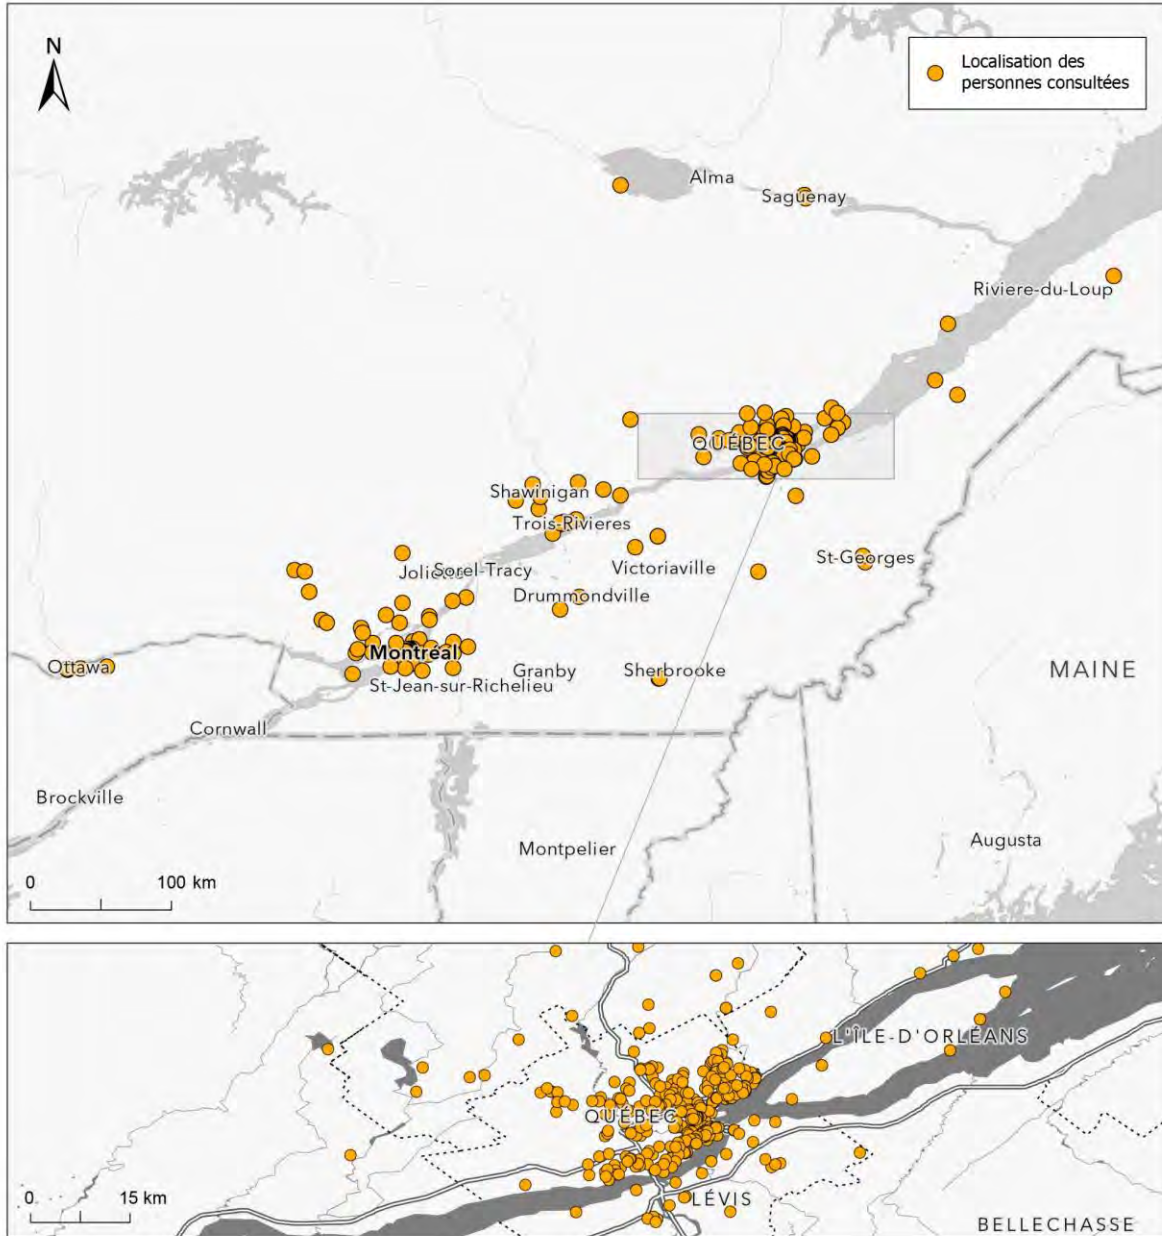 N
Localisation des
personnes consultées
Alma
Saguenay
Riviere-du-Loup
QUÉBEC
Shawinigan
Trois-Rivieres
St-Georges
Victoriaville
Joliette
Sorel-Tracy
Drummondville
Montréal
Ottawa
Granby
Sherbrooke
MAINE
St-Jean-sur-Richelieu
Cornwall
Brockville
Montpelier
Augusta
0 100 km
L'ÎLE-D'ORLÉANS
QUÉBEC
LÉVIS
0 15 km
BELLECHASSE